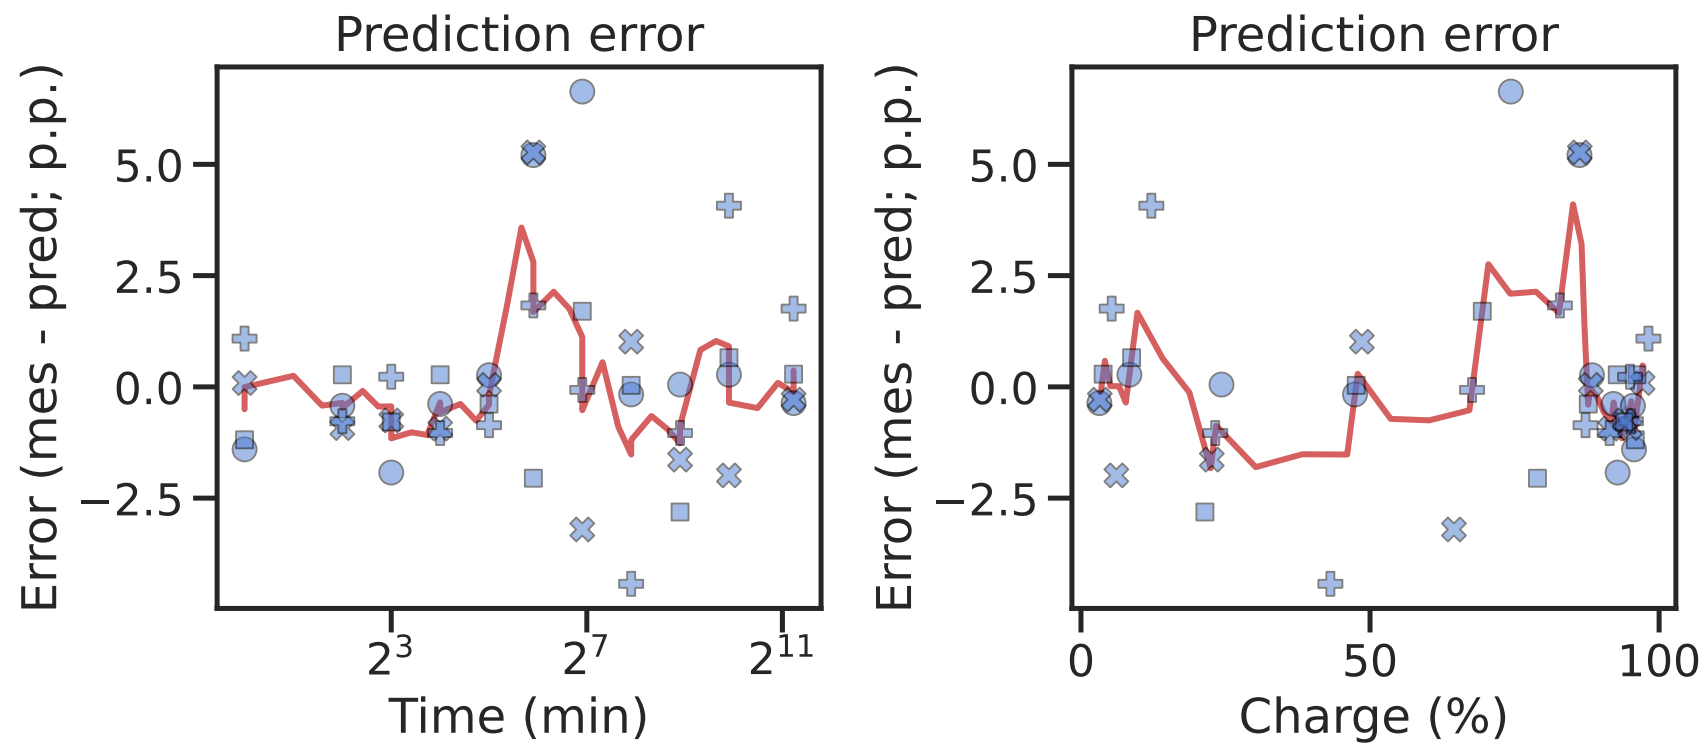 Prediction error
Error (mes - pred; p.p.)
5.0
2.5
0.0
−2.5
2^3 2^7 2^11
Time (min)
Prediction error
Error (mes - pred; p.p.)
5.0
2.5
0.0
−2.5
0 50 100
Charge (%)